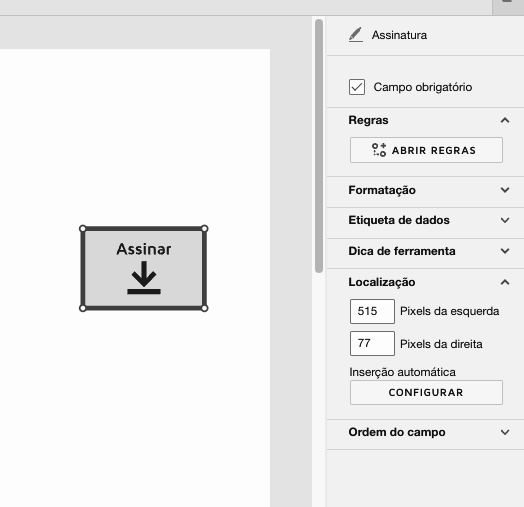 Assinatura
Campo obrigatório
Regras
ABRIR REGRAS
Formatação
Etiqueta de dados
Dica de ferramenta
Localização
515 Pixels da esquerda
77 Pixels da direita
Inserção automática
CONFIGURAR
Ordem do campo
Assinar